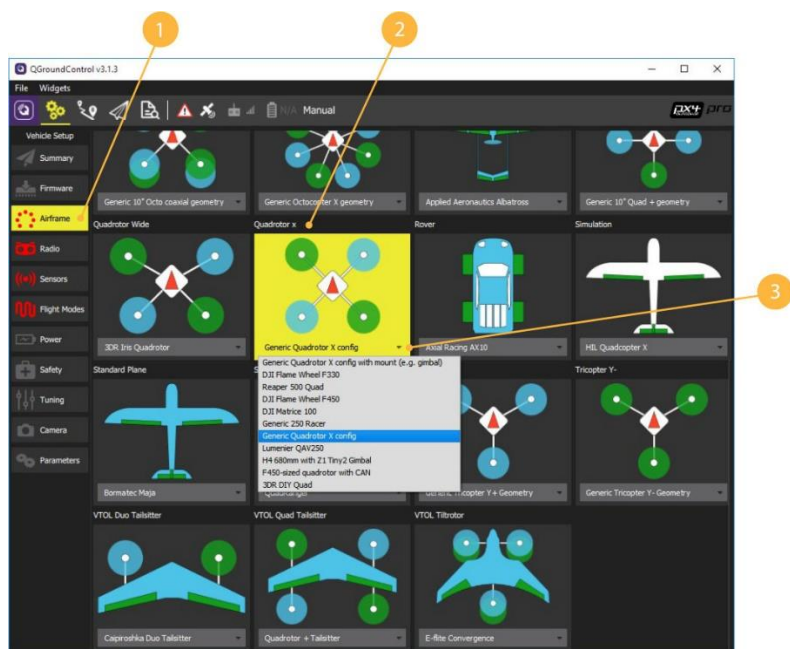 1
2
QGroundControl v3.1.3
File Widgets
N/A Manual
px4 pro
Vehicle Setup
Summary
Firmware
Airframe
Radio
Sensors
Flight Modes
Power
Safety
Tuning
Camera
Parameters
Generic 10" Octo coaxial geometry
Generic Octocopter X geometry
Applied Aeronautics Albatross
Generic 10" Quad + geometry
Quadrotor Wide
Quadrotor x
Rover
Simulation
3
3DR Iris Quadrotor
Generic Quadrotor X config
Axial Racing AX10
HIL Quadcopter X
Generic Quadrotor X config with mount (e.g. gimbal)
DJI Flame Wheel F330
Reaper 500 Quad
DJI Flame Wheel F450
DJI Matrice 100
Generic 250 Racer
Generic Quadrotor X config
Lumenier QAV250
H4 680mm with Z1 Tiny2 Gimbal
F450-sized quadrotor with CAN
3DR DIY Quad
Standard Plane
Tricopter Y-
Bormatec Maja
QuadRanger
Generic Tricopter Y+ Geometry
Generic Tricopter Y- Geometry
VTOL Duo Tailsitter
VTOL Quad Tailsitter
VTOL Tiltrotor
Caipiroshka Duo Tailsitter
Quadrotor + Tailsitter
E-flite Convergence